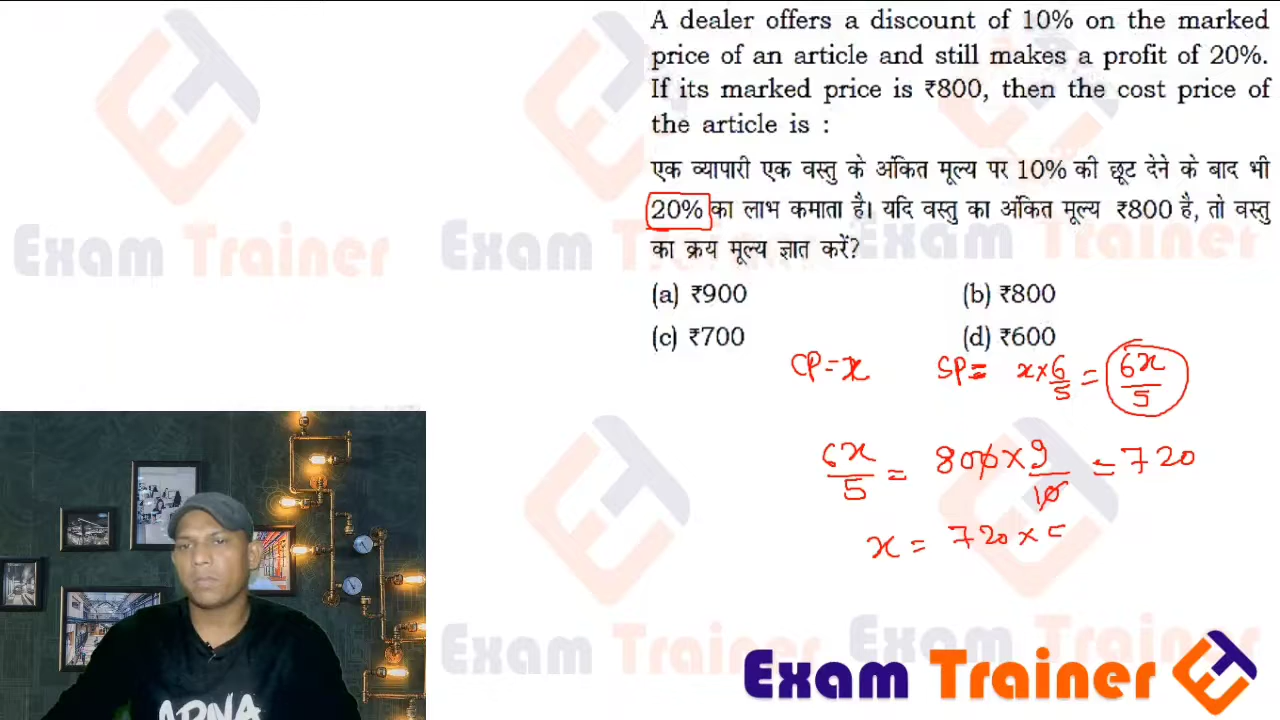 A dealer offers a discount of 10% on the marked
price of an article and still makes a profit of 20%.
If its marked price is ₹800, then the cost price of
the article is :
एक व्यापारी एक वस्तु के अंकित मूल्य पर 10% की छूट देने के बाद भी
20% का लाभ कमाता है। यदि वस्तु का अंकित मूल्य ₹800 है, तो वस्तु
का क्रय मूल्य ज्ञात करें?
(a) ₹900 (b) ₹800
(c) ₹700 (d) ₹600
CP = x SP = x × 6/5 = 6x/5
6x/5 = 800 × 9/10 = 720
x = 720 × 5
Exam Trainer
Exam Trainer
Exam Trainer
Exam Trainer
Exam Trainer
Exam Trainer